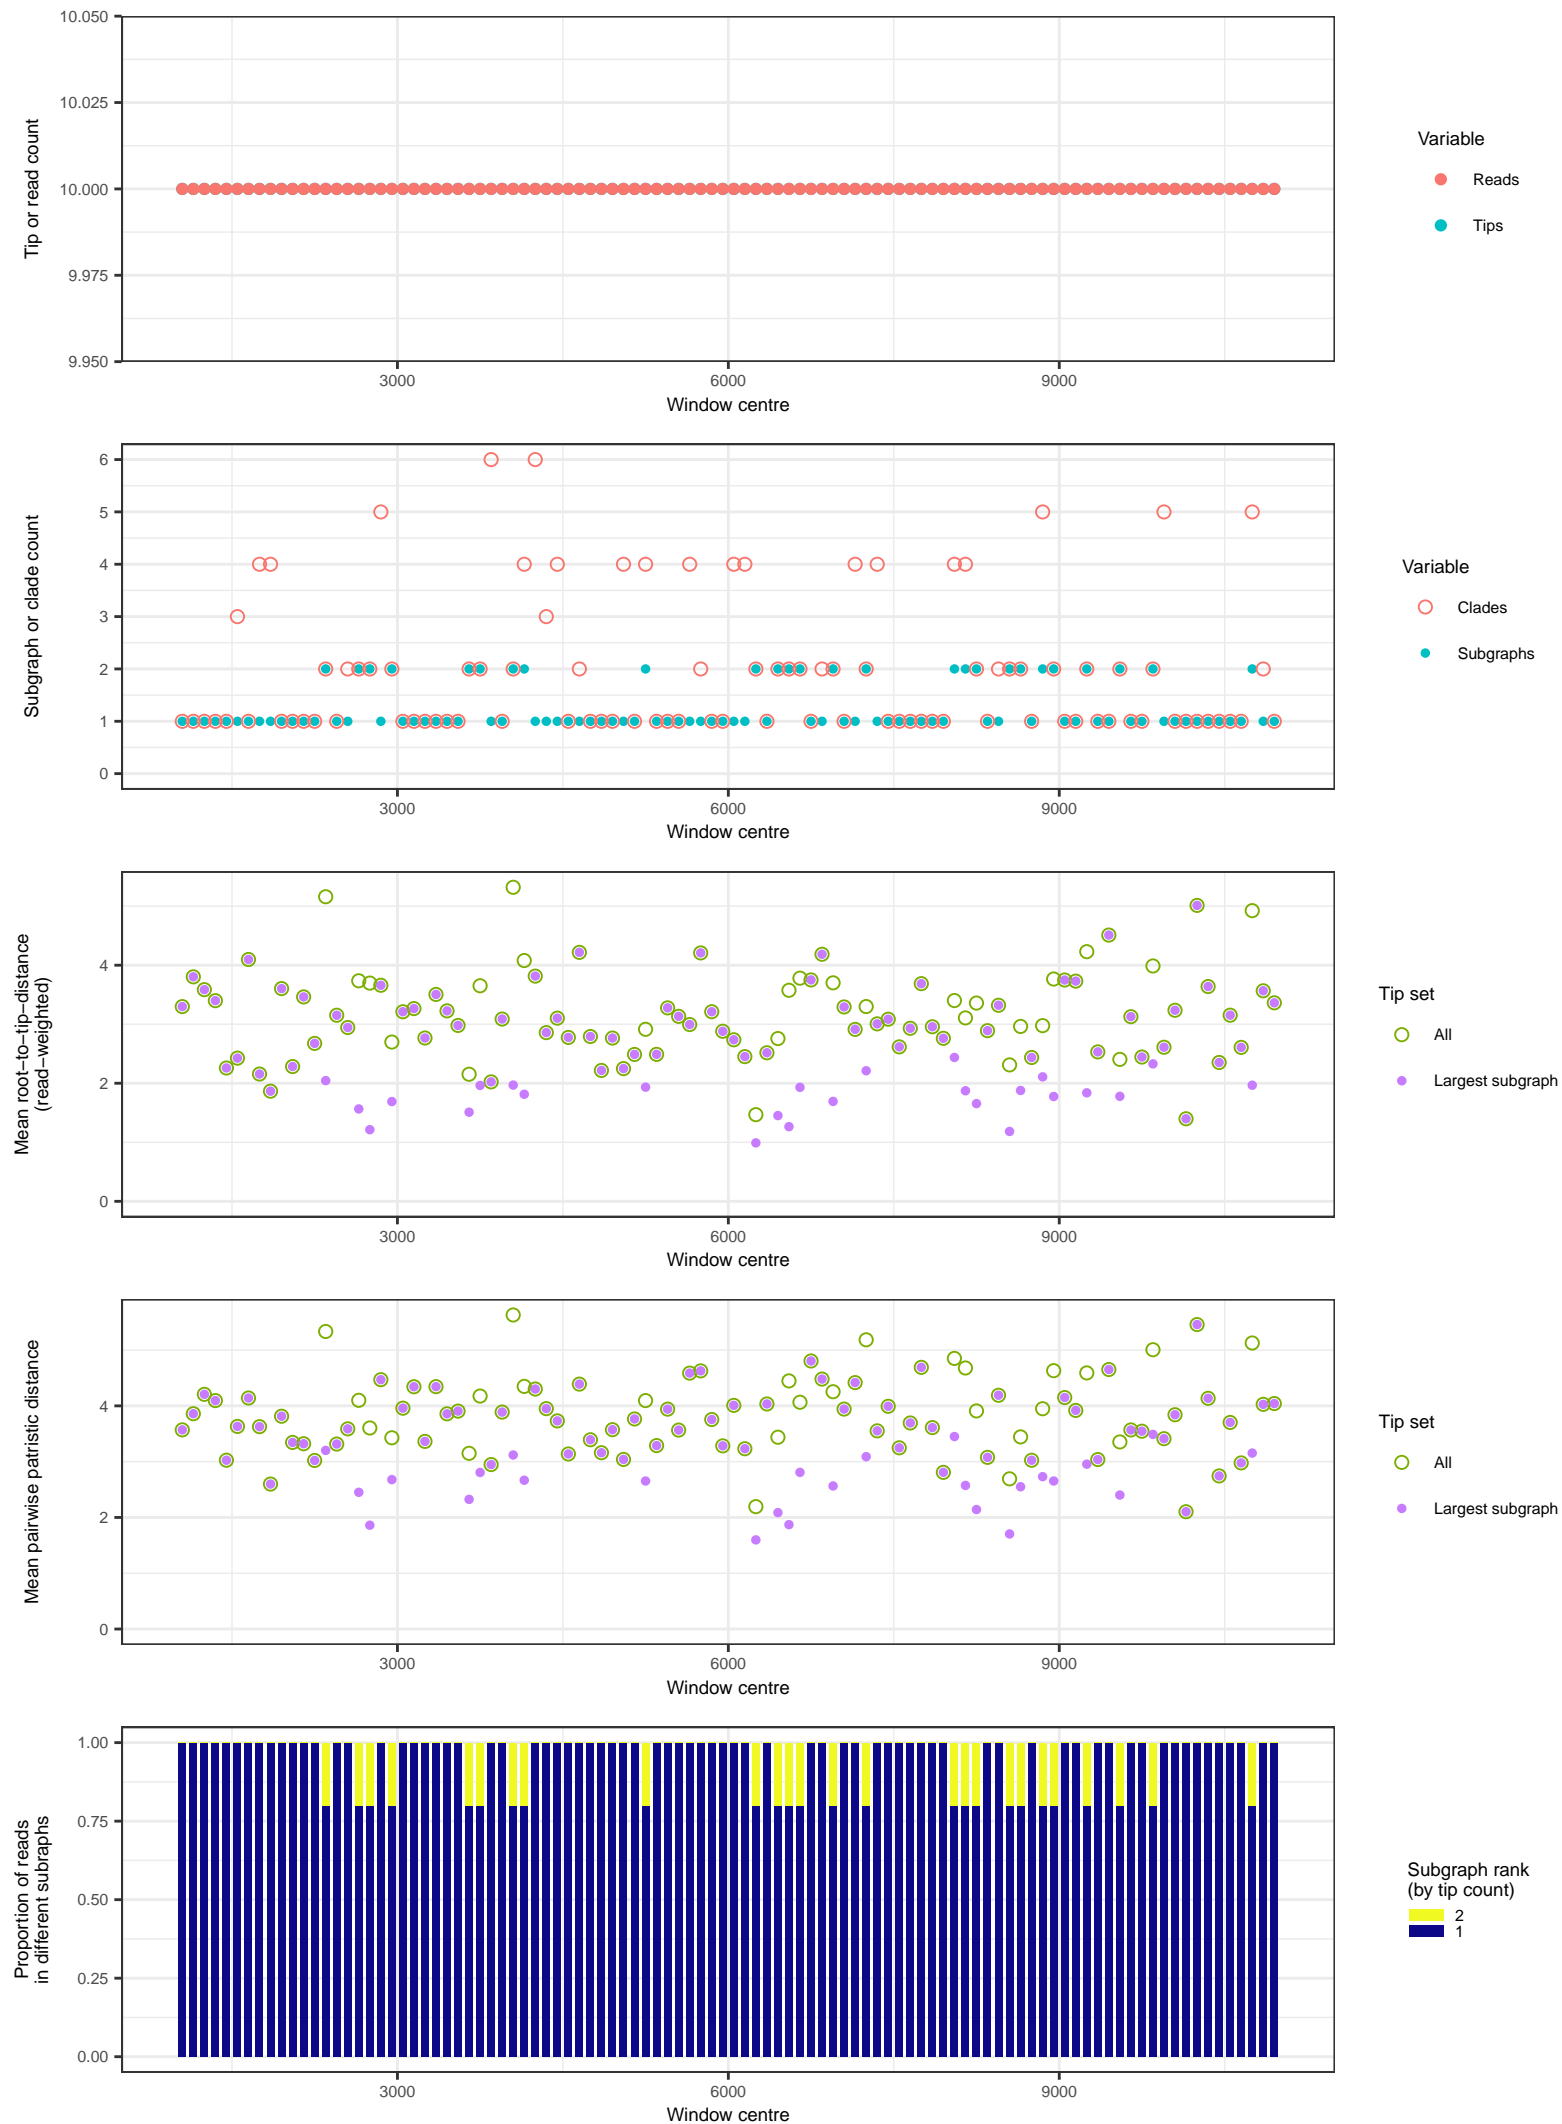 10.050
10.025
10.000
9.975
9.950
Tip or read count
3000 6000 9000
Window centre
Variable
Reads
Tips
6
5
4
3
2
1
0
Subgraph or clade count
3000 6000 9000
Window centre
Variable
Clades
Subgraphs
4
2
0
Mean root−to−tip−distance
(read−weighted)
3000 6000 9000
Window centre
Tip set
All
Largest subgraph
4
2
0
Mean pairwise patristic distance
3000 6000 9000
Window centre
Tip set
All
Largest subgraph
1.00
0.75
0.50
0.25
0.00
Proportion of reads
in different subraphs
3000 6000 9000
Window centre
Subgraph rank
(by tip count)
2
1